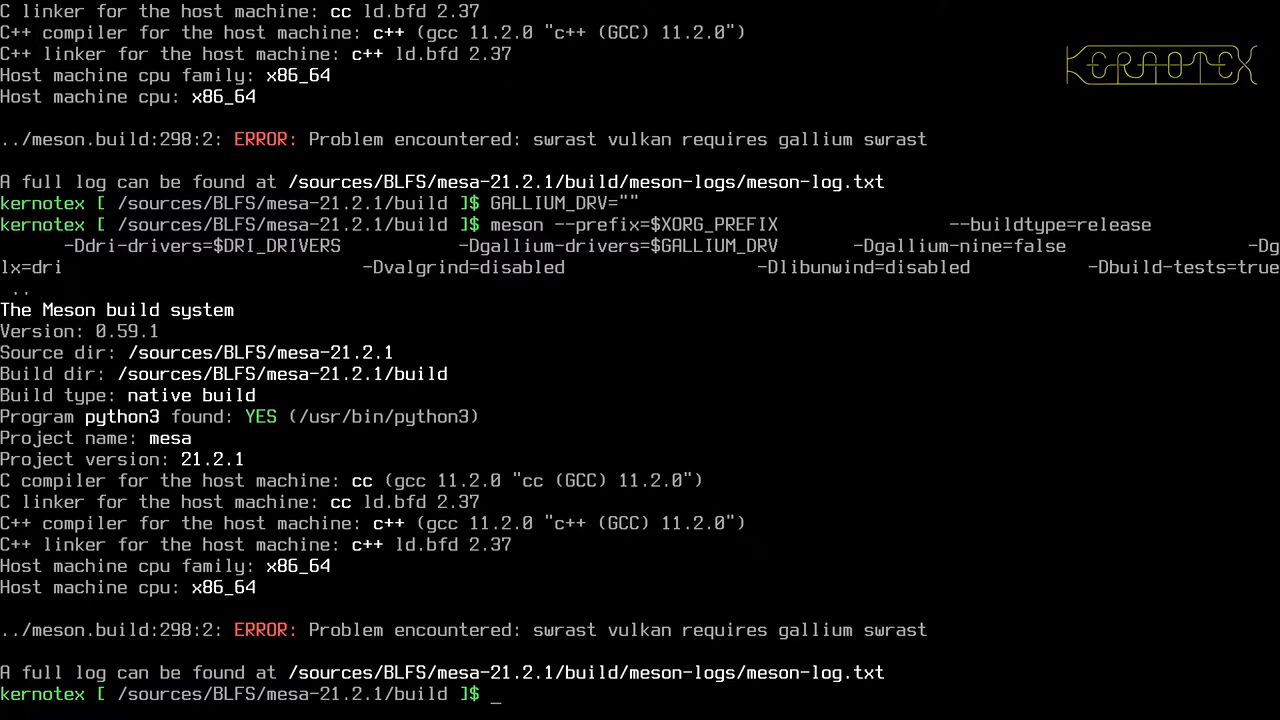 C linker for the host machine: cc ld.bfd 2.37
C++ compiler for the host machine: c++ (gcc 11.2.0 "c++ (GCC) 11.2.0")
C++ linker for the host machine: c++ ld.bfd 2.37
Host machine cpu family: x86_64
Host machine cpu: x86_64
KERNOTEX
../meson.build:298:2: ERROR: Problem encountered: swrast vulkan requires gallium swrast
A full log can be found at /sources/BLFS/mesa-21.2.1/build/meson-logs/meson-log.txt
kernotex [ /sources/BLFS/mesa-21.2.1/build ]$ GALLIUM_DRV=""
kernotex [ /sources/BLFS/mesa-21.2.1/build ]$ meson --prefix=$XORG_PREFIX                --buildtype=release
      -Ddri-drivers=$DRI_DRIVERS           -Dgallium-drivers=$GALLIUM_DRV       -Dgallium-nine=false                 -Dg
lx=dri                            -Dvalgrind=disabled                  -Dlibunwind=disabled           -Dbuild-tests=true
 ..
The Meson build system
Version: 0.59.1
Source dir: /sources/BLFS/mesa-21.2.1
Build dir: /sources/BLFS/mesa-21.2.1/build
Build type: native build
Program python3 found: YES (/usr/bin/python3)
Project name: mesa
Project version: 21.2.1
C compiler for the host machine: cc (gcc 11.2.0 "cc (GCC) 11.2.0")
C linker for the host machine: cc ld.bfd 2.37
C++ compiler for the host machine: c++ (gcc 11.2.0 "c++ (GCC) 11.2.0")
C++ linker for the host machine: c++ ld.bfd 2.37
Host machine cpu family: x86_64
Host machine cpu: x86_64
../meson.build:298:2: ERROR: Problem encountered: swrast vulkan requires gallium swrast
A full log can be found at /sources/BLFS/mesa-21.2.1/build/meson-logs/meson-log.txt
kernotex [ /sources/BLFS/mesa-21.2.1/build ]$ _